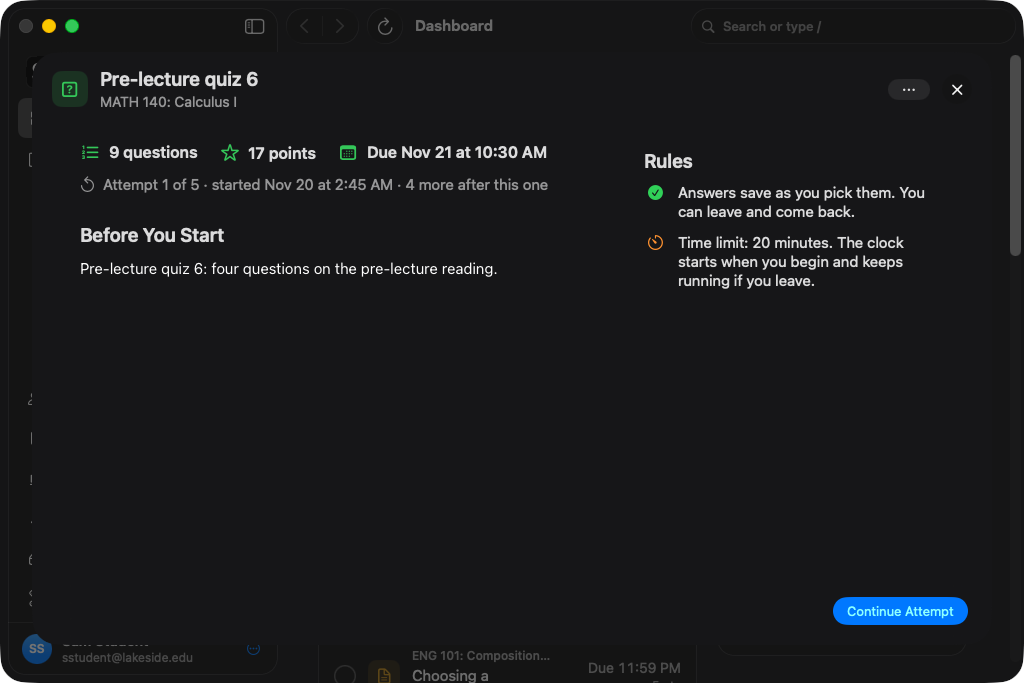 Dashboard
Search or type /
Pre-lecture quiz 6
MATH 140: Calculus I
9 questions
17 points
Due Nov 21 at 10:30 AM
Attempt 1 of 5 · started Nov 20 at 2:45 AM · 4 more after this one
Before You Start
Pre-lecture quiz 6: four questions on the pre-lecture reading.
Rules
Answers save as you pick them. You
can leave and come back.
Time limit: 20 minutes. The clock
starts when you begin and keeps
running if you leave.
Continue Attempt
SS
sstudent@lakeside.edu
ENG 101: Composition...
Choosing a
Due 11:59 PM